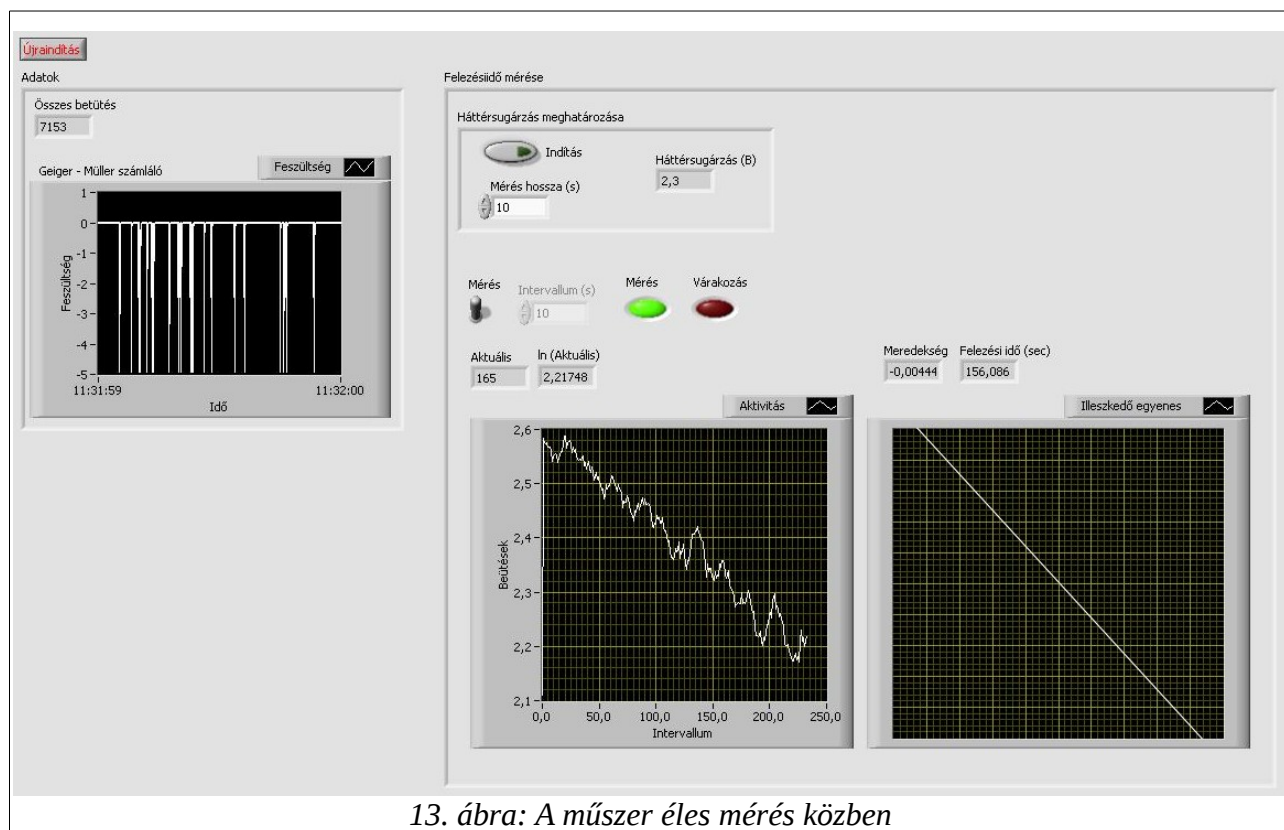 Újraindítás
Adatok
Összes betütés
7153
Geiger - Müller számláló
Feszültség
1
0
-1
-2
-3
-4
-5
Feszültség
11:31:59
11:32:00
Idő
Felezésiidő mérése
Háttérsugárzás meghatározása
Indítás
Mérés hossza (s)
10
Háttérsugárzás (B)
2,3
Mérés
Intervallum (s)
10
Mérés
Várakozás
Aktuális
165
ln (Aktuális)
2,21748
Meredekség
-0,00444
Felezési idő (sec)
156,086
Aktivitás
2,6
2,5
2,4
2,3
2,2
2,1
Beütések
0,0
50,0
100,0
150,0
200,0
250,0
Intervallum
Illeszkedő egyenes
13. ábra: A műszer éles mérés közben